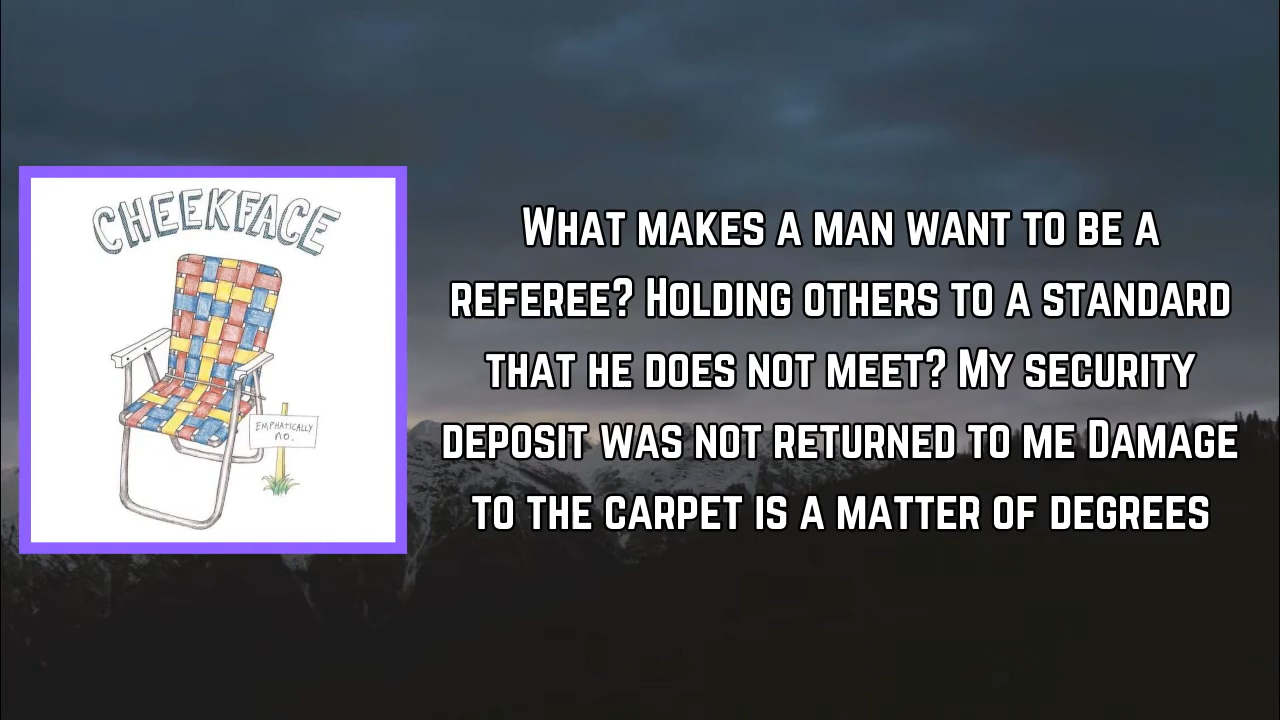 CHEEKFACE
EMPHATICALLY
NO.
WHAT MAKES A MAN WANT TO BE A
REFEREE? HOLDING OTHERS TO A STANDARD
THAT HE DOES NOT MEET? MY SECURITY
DEPOSIT WAS NOT RETURNED TO ME DAMAGE
TO THE CARPET IS A MATTER OF DEGREES